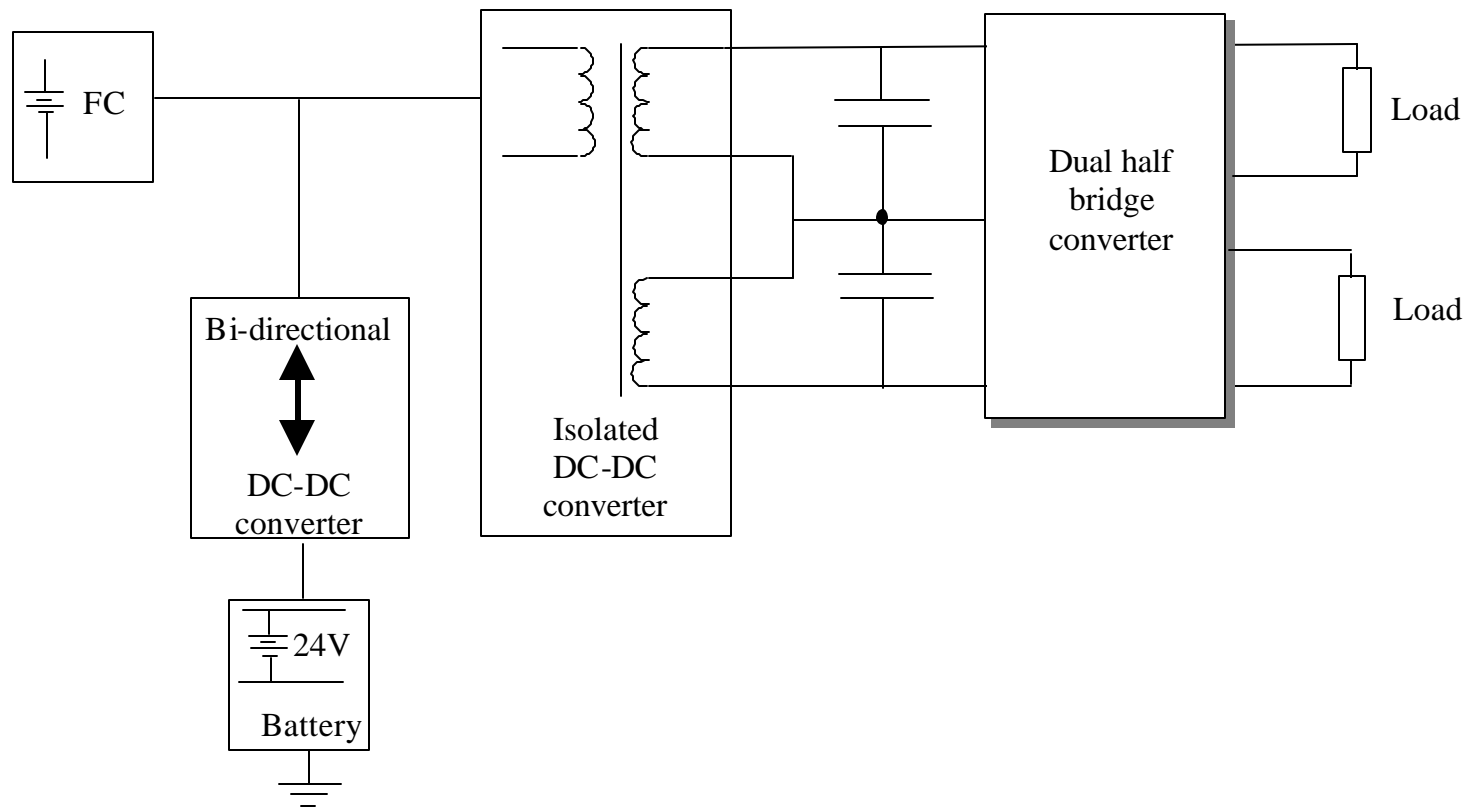 FC
Bi-directional
DC-DC
converter
24V
Battery
Isolated
DC-DC
converter
Dual half
bridge
converter
Load
Load